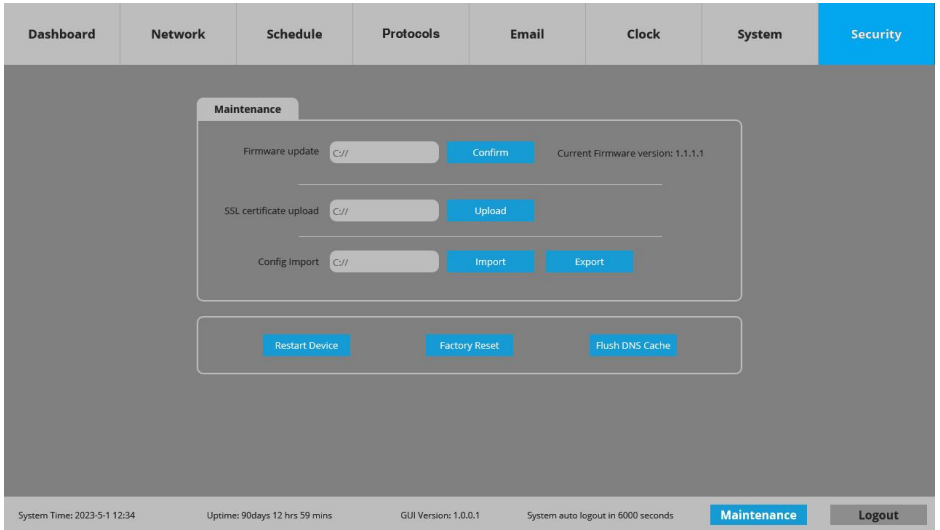 Dashboard Network Schedule Protocols Email Clock System Security
Maintenance
Firmware update C:// Confirm Current Firmware version: 1.1.1.1
SSL certificate upload C:// Upload
Config Import C:// Import Export
Restart Device Factory Reset Flush DNS Cache
System Time: 2023-5-1 12:34 Uptime: 90days 12 hrs 59 mins GUI Version: 1.0.0.1 System auto logout in 6000 seconds Maintenance Logout